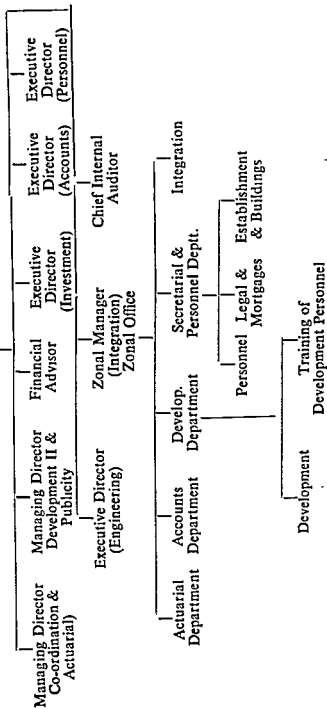 Managing Director
Co-ordination &
Actuarial
Managing Director
Development II &
Publicity
Financial
Advisor
Executive
Director
(Investment)
Executive
Director
(Accounts)
Executive
Director
(Personnel)
Executive Director
(Engineering)
Zonal Manager
(Integration)
Zonal Office
Chief Internal
Auditor
Actuarial
Department
Accounts
Department
Develop.
Department
Secretarial &
Personnel Deptt.
Integration
Personnel
Legal &
Mortgages
Establishment
& Buildings
Development
Training of
Development Personnel